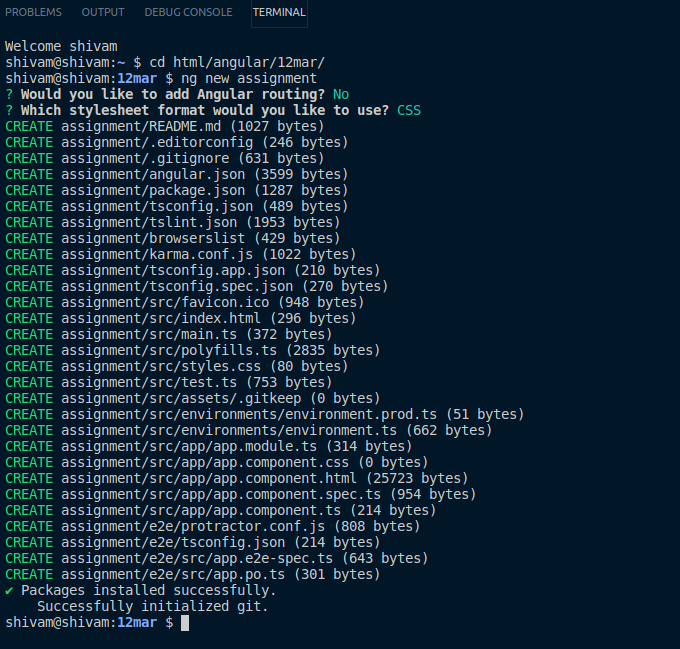 PROBLEMS OUTPUT DEBUG CONSOLE TERMINAL
Welcome shivam
shivam@shivam:~ $ cd html/angular/12mar/
shivam@shivam:12mar $ ng new assignment
? Would you like to add Angular routing? No
? Which stylesheet format would you like to use? CSS
CREATE assignment/README.md (1027 bytes)
CREATE assignment/.editorconfig (246 bytes)
CREATE assignment/.gitignore (631 bytes)
CREATE assignment/angular.json (3599 bytes)
CREATE assignment/package.json (1287 bytes)
CREATE assignment/tsconfig.json (489 bytes)
CREATE assignment/tslint.json (1953 bytes)
CREATE assignment/browserslist (429 bytes)
CREATE assignment/karma.conf.js (1022 bytes)
CREATE assignment/tsconfig.app.json (210 bytes)
CREATE assignment/tsconfig.spec.json (270 bytes)
CREATE assignment/src/favicon.ico (948 bytes)
CREATE assignment/src/index.html (296 bytes)
CREATE assignment/src/main.ts (372 bytes)
CREATE assignment/src/polyfills.ts (2835 bytes)
CREATE assignment/src/styles.css (80 bytes)
CREATE assignment/src/test.ts (753 bytes)
CREATE assignment/src/assets/.gitkeep (0 bytes)
CREATE assignment/src/environments/environment.prod.ts (51 bytes)
CREATE assignment/src/environments/environment.ts (662 bytes)
CREATE assignment/src/app/app.module.ts (314 bytes)
CREATE assignment/src/app/app.component.css (0 bytes)
CREATE assignment/src/app/app.component.html (25723 bytes)
CREATE assignment/src/app/app.component.spec.ts (954 bytes)
CREATE assignment/src/app/app.component.ts (214 bytes)
CREATE assignment/e2e/protractor.conf.js (808 bytes)
CREATE assignment/e2e/tsconfig.json (214 bytes)
CREATE assignment/e2e/src/app.e2e-spec.ts (643 bytes)
CREATE assignment/e2e/src/app.po.ts (301 bytes)
✔ Packages installed successfully.
Successfully initialized git.
shivam@shivam:12mar $